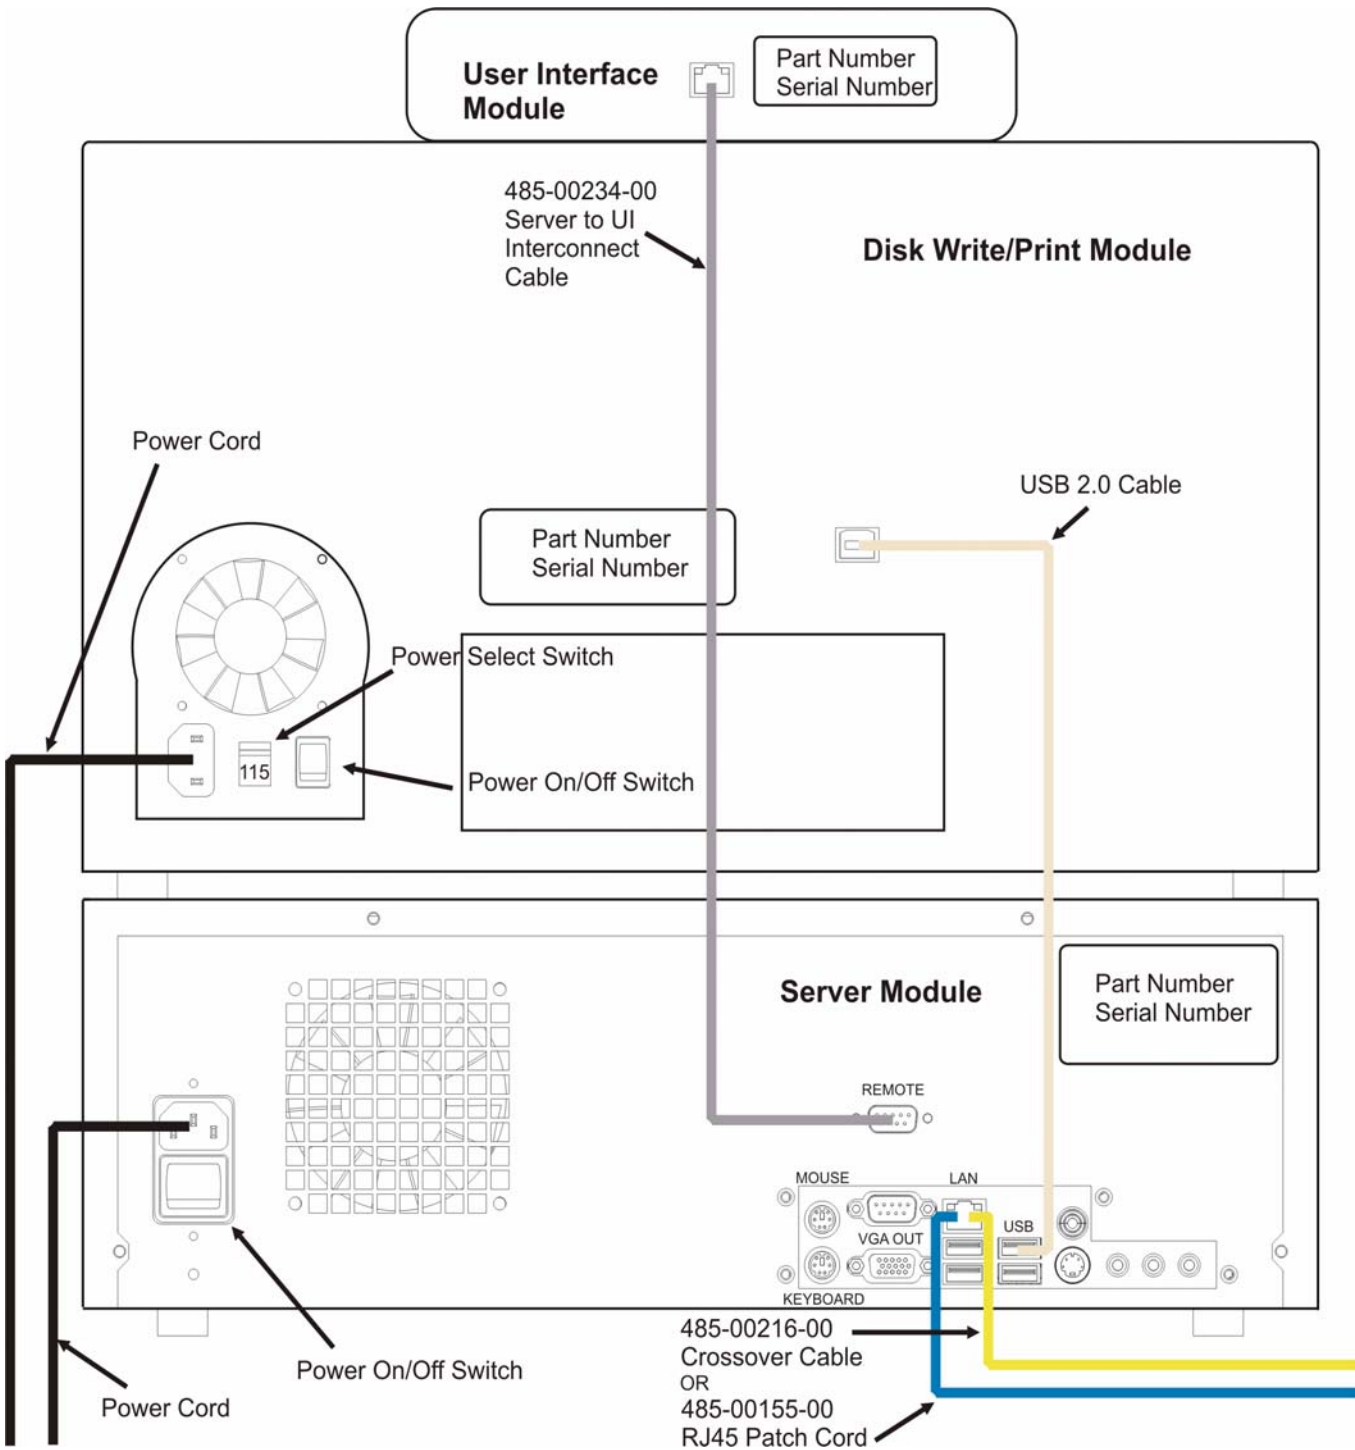 User Interface
Module
Part Number
Serial Number
485-00234-00
Server to UI
Interconnect
Cable
Disk Write/Print Module
Power Cord
USB 2.0 Cable
Part Number
Serial Number
Power Select Switch
115
Power On/Off Switch
Server Module
Part Number
Serial Number
REMOTE
MOUSE
LAN
USB
VGA OUT
KEYBOARD
485-00216-00
Crossover Cable
OR
485-00155-00
RJ45 Patch Cord
Power On/Off Switch
Power Cord